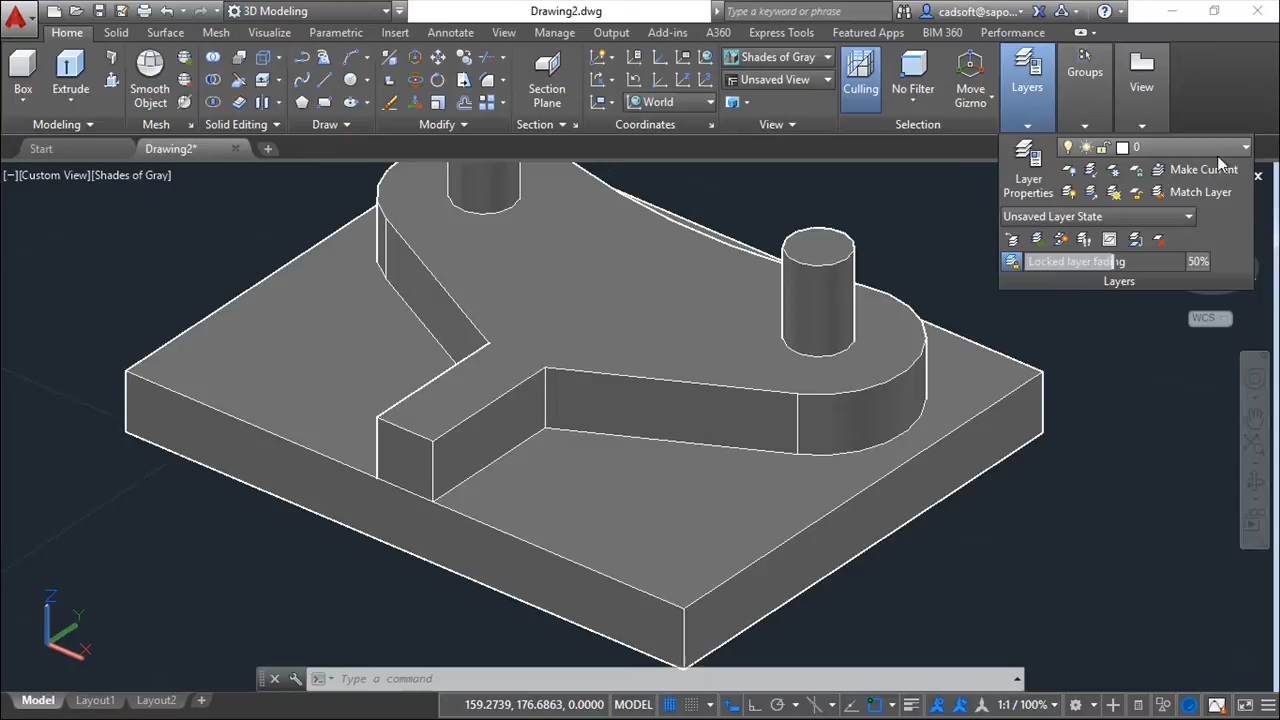 3D Modeling
Drawing2.dwg
Type a keyword or phrase
cadsoft@sapo...
Home Solid Surface Mesh Visualize Parametric Insert Annotate View Manage Output Add-ins A360 Express Tools Featured Apps BIM 360 Performance
Shades of Gray
Unsaved View
World
Box
Extrude
Smooth
Object
Section
Plane
Culling
No Filter
Move
Gizmo
Layers
Groups
View
Modeling
Mesh
Solid Editing
Draw
Modify
Section
Coordinates
View
Selection
Start
Drawing2*
[−][Custom View][Shades of Gray]
0
Layer
Properties
Make Current
Match Layer
Unsaved Layer State
Locked layer fading
50%
Layers
WCS
Z
Y
X
Type a command
Model
Layout1
Layout2
+
159.2739, 176.6863, 0.0000
MODEL
1:1 / 100%